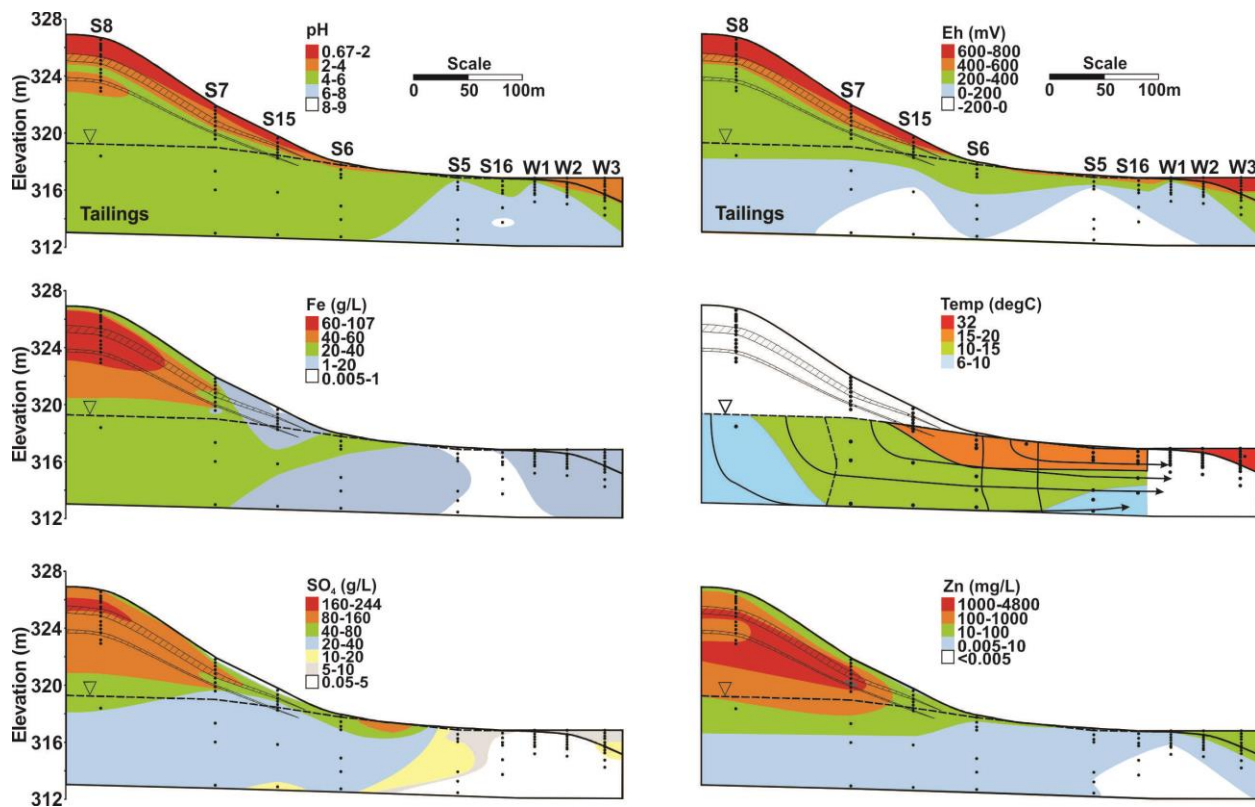 328
324
320
316
312
Elevation (m)
S8
S7
S15
S6
S5
S16
W1
W2
W3
Tailings
pH
0.67-2
2-4
4-6
6-8
8-9
Scale
0 50 100m
S8
S7
S15
S6
S5
S16
W1
W2
W3
Tailings
Eh (mV)
600-800
400-600
200-400
0-200
-200-0
Scale
0 50 100m
328
324
320
316
312
Elevation (m)
Fe (g/L)
60-107
40-60
20-40
1-20
0.005-1
Temp (degC)
32
15-20
10-15
6-10
328
324
320
316
312
Elevation (m)
SO4 (g/L)
160-244
80-160
40-80
20-40
10-20
5-10
0.05-5
Zn (mg/L)
1000-4800
100-1000
10-100
0.005-10
<0.005